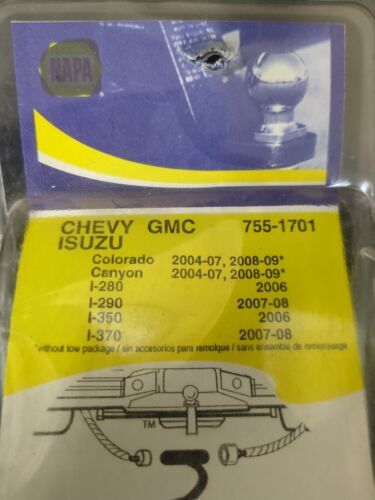 NAPA
CHEVY GMC 755-1701
ISUZU
Colorado 2004-07, 2008-09*
Canyon 2004-07, 2008-09*
I-280 2006
I-290 2007-08
I-350 2006
I-370 2007-08
*without tow package / sin accesorios para remolque / sans ensemble de remorquage
TM